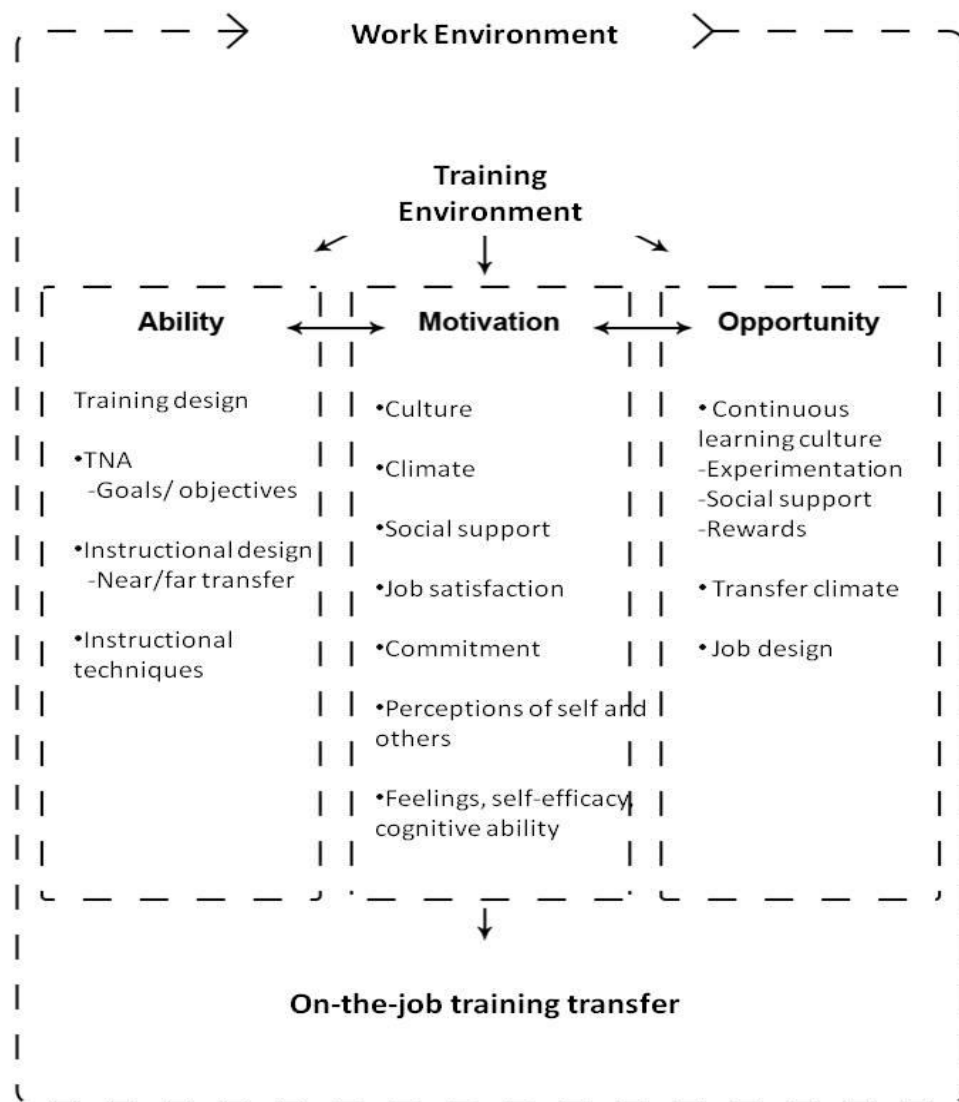 Work Environment
Training
Environment
Ability
Motivation
Opportunity
Training design
•TNA
-Goals/ objectives
•Instructional design
-Near/far transfer
•Instructional
techniques
•Culture
•Climate
•Social support
•Job satisfaction
•Commitment
•Perceptions of self and
others
•Feelings, self-efficacy,
cognitive ability
• Continuous
learning culture
-Experimentation
-Social support
-Rewards
• Transfer climate
• Job design
On-the-job training transfer